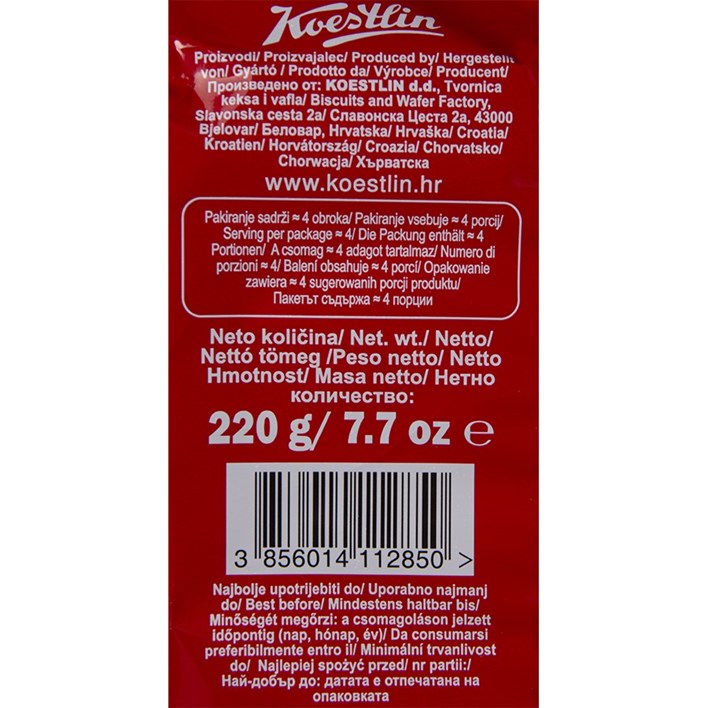 Koestlin
Proizvodi/ Proizvajalec/ Produced by/ Hergestellt
von/ Gyártó / Prodotto da/ Výrobce/ Producent/
Произведено от: KOESTLIN d.d., Tvornica
keksa i vafla/ Biscuits and Wafer Factory,
Slavonska cesta 2a/ Славонска Цеста 2a, 43000
Bjelovar/ Беловар, Hrvatska/ Hrvaška/ Croatia/
Kroatien/ Horvátország/ Croazia/ Chorvatsko/
Chorwacja/ Хърватска
www.koestlin.hr
Pakiranje sadrži ≈ 4 obroka/ Pakiranje vsebuje ≈ 4 porcij/
Serving per package ≈ 4/ Die Packung enthält ≈ 4
Portionen/ A csomag ≈ 4 adagot tartalmaz/ Numero di
porzioni ≈ 4/ Balení obsahuje ≈ 4 porcí/ Opakowanie
zawiera ≈ 4 sugerowanih porcji produktu/
Пакетът съдържа ≈ 4 порции
Neto količina/ Net. wt./ Netto/
Nettó tömeg /Peso netto/ Netto
Hmotnost/ Masa netto/ Нетно
количество:
220 g/ 7.7 oz ℮
3 856014 112850 >
Najbolje upotrijebiti do/ Uporabno najmanj
do/ Best before/ Mindestens haltbar bis/
Minőségét megőrzi: a csomagoláson jelzett
időpontig (nap, hónap, év)/ Da consumarsi
preferibilmente entro il/ Minimální trvanlivost
do/ Najlepiej spożyć przed/ nr partii:/
Най-добър до: датата е отпечатана на
опаковката